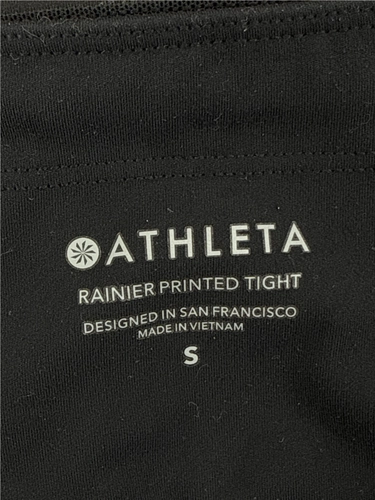 ATHLETA
RAINIER PRINTED TIGHT
DESIGNED IN SAN FRANCISCO
MADE IN VIETNAM
S